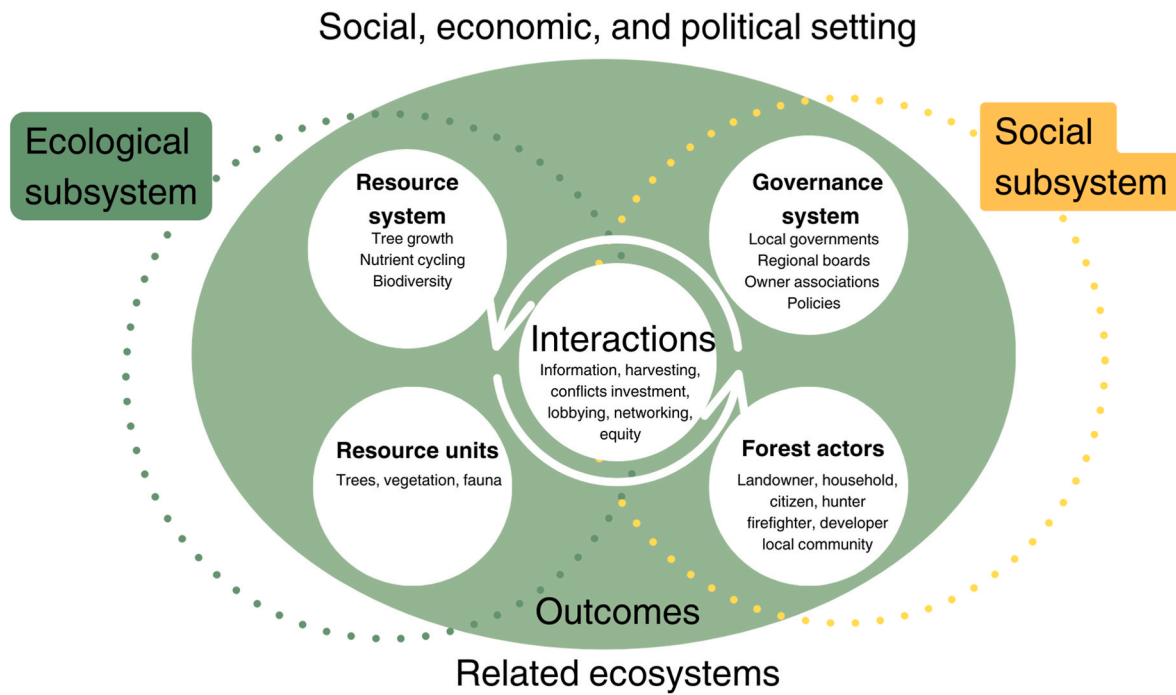 Social, economic, and political setting
Ecological
subsystem
Social
subsystem
Resource
system
Tree growth
Nutrient cycling
Biodiversity
Governance
system
Local governments
Regional boards
Owner associations
Policies
Interactions
Information, harvesting,
conflicts investment,
lobbying, networking,
equity
Resource units
Trees, vegetation, fauna
Forest actors
Landowner, household,
citizen, hunter
firefighter, developer
local community
Outcomes
Related ecosystems